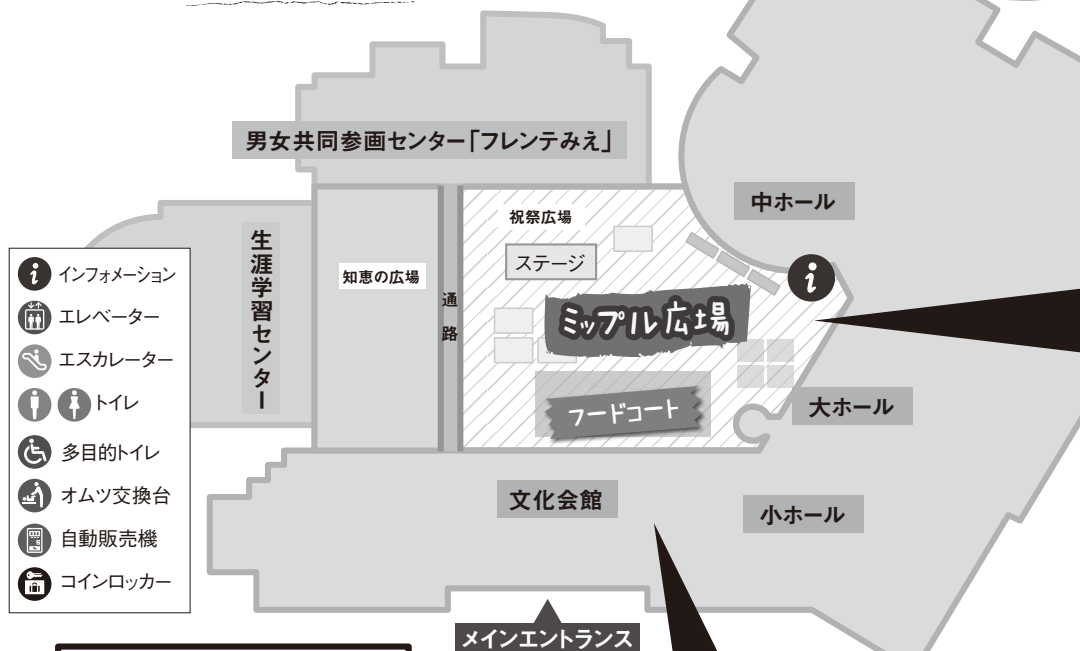 男女共同参画センター「フレンテみえ」
中ホール
祝祭広場
ステージ
生涯学習センター
知恵の広場
通路
ミップル広場
フードコート
大ホール
文化会館
小ホール
メインエントランス
インフォメーション
エレベーター
エスカレーター
トイレ
多目的トイレ
オムツ交換台
自動販売機
コインロッカー